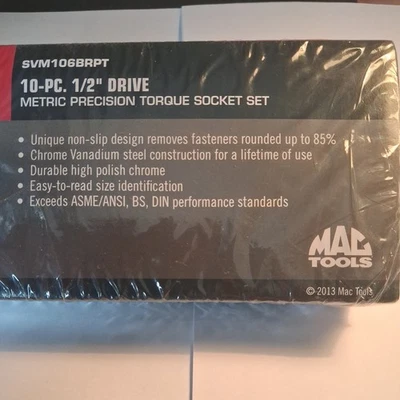 SVM106BRPT
10-PC. 1/2" DRIVE
METRIC PRECISION TORQUE SOCKET SET
• Unique non-slip design removes fasteners rounded up to 85%
• Chrome Vanadium steel construction for a lifetime of use
• Durable high polish chrome
• Easy-to-read size identification
• Exceeds ASME/ANSI, BS, DIN performance standards
MAC
TOOLS
© 2013 Mac Tools